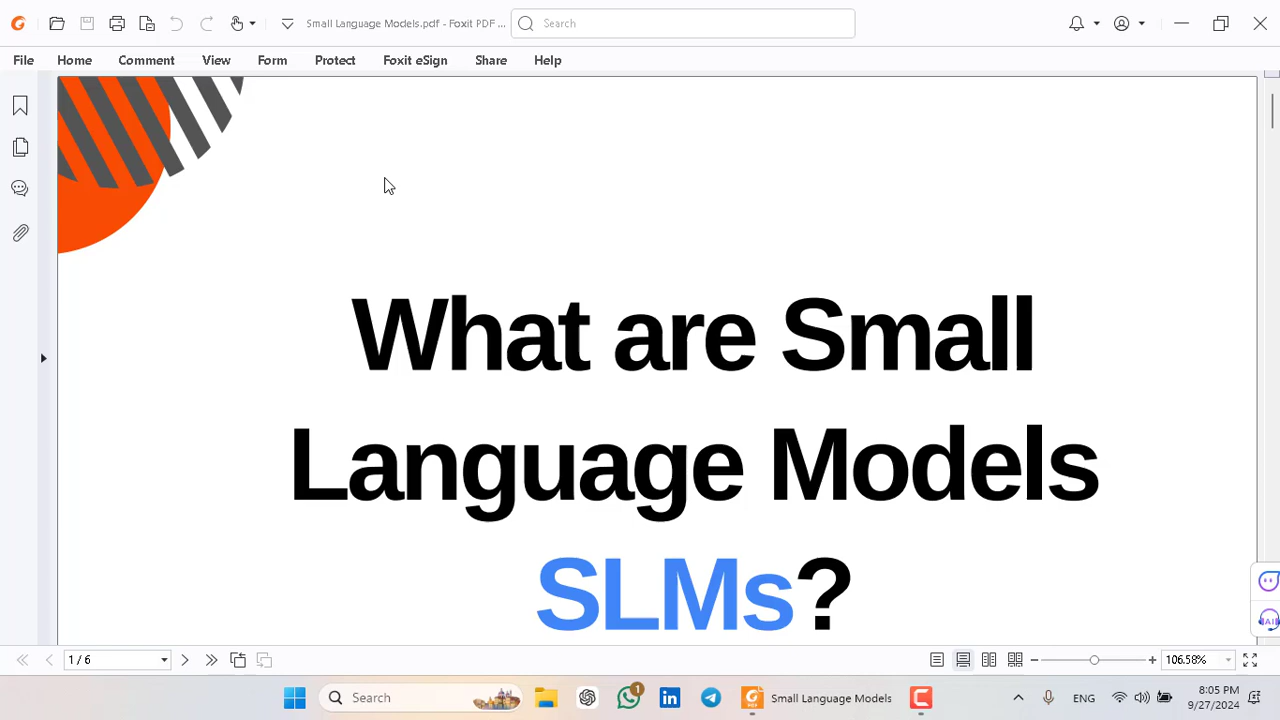 Small Language Models.pdf - Foxit PDF ...
Search
File Home Comment View Form Protect Foxit eSign Share Help
What are Small
Language Models
SLMs?
AI
1 / 6
106.58%
Search
1
Small Language Models
ENG
8:05 PM
9/27/2024